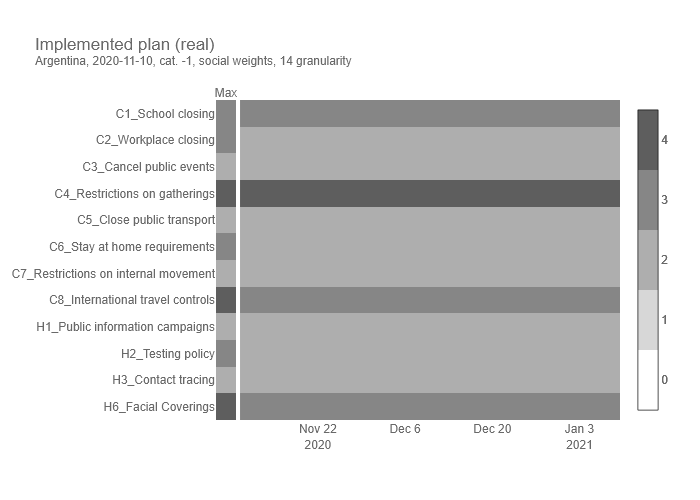 Implemented plan (real)
Argentina, 2020-11-10, cat. -1, social weights, 14 granularity
Max
C1_School closing
C2_Workplace closing
C3_Cancel public events
C4_Restrictions on gatherings
C5_Close public transport
C6_Stay at home requirements
C7_Restrictions on internal movement
C8_International travel controls
H1_Public information campaigns
H2_Testing policy
H3_Contact tracing
H6_Facial Coverings
4
3
2
1
0
Nov 22 Dec 6 Dec 20 Jan 3
2020 2021